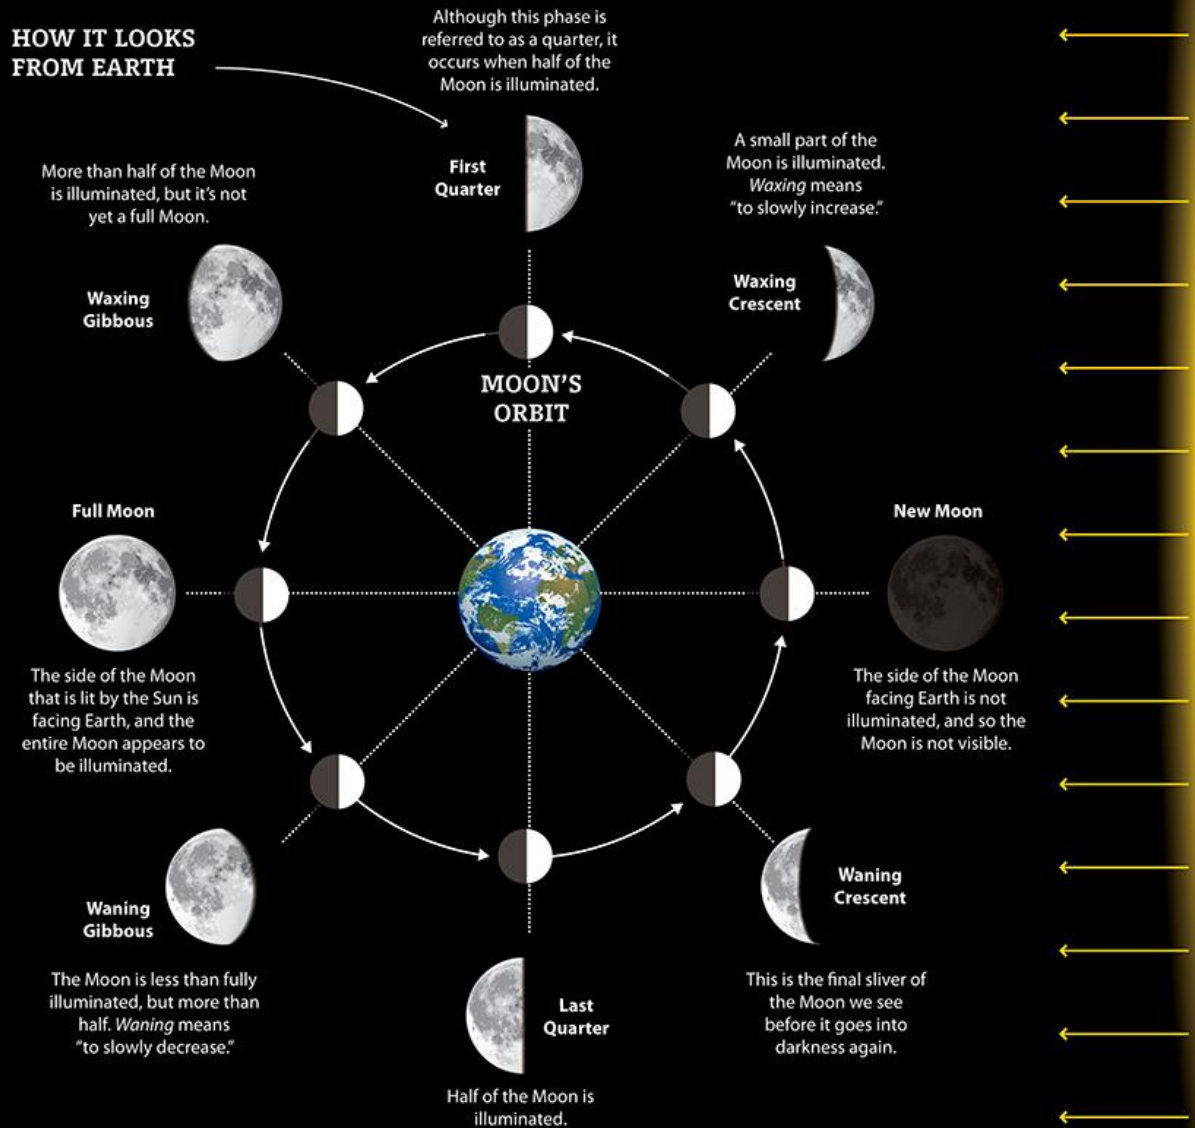 HOW IT LOOKS
FROM EARTH
Although this phase is
referred to as a quarter, it
occurs when half of the
Moon is illuminated.
First
Quarter
A small part of the
Moon is illuminated.
Waxing means
“to slowly increase.”
Waxing
Crescent
More than half of the Moon
is illuminated, but it’s not
yet a full Moon.
Waxing
Gibbous
MOON’S
ORBIT
Full Moon
The side of the Moon
that is lit by the Sun is
facing Earth, and the
entire Moon appears to
be illuminated.
New Moon
The side of the Moon
facing Earth is not
illuminated, and so the
Moon is not visible.
Waning
Gibbous
The Moon is less than fully
illuminated, but more than
half. Waning means
“to slowly decrease.”
Last
Quarter
Half of the Moon is
illuminated.
Waning
Crescent
This is the final sliver of
the Moon we see
before it goes into
darkness again.